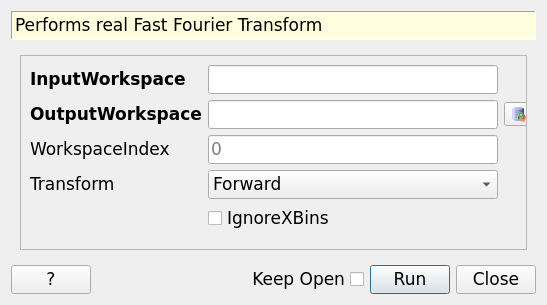 Performs real Fast Fourier Transform
InputWorkspace
OutputWorkspace
WorkspaceIndex 0
Transform Forward
IgnoreXBins
? Keep Open Run Close